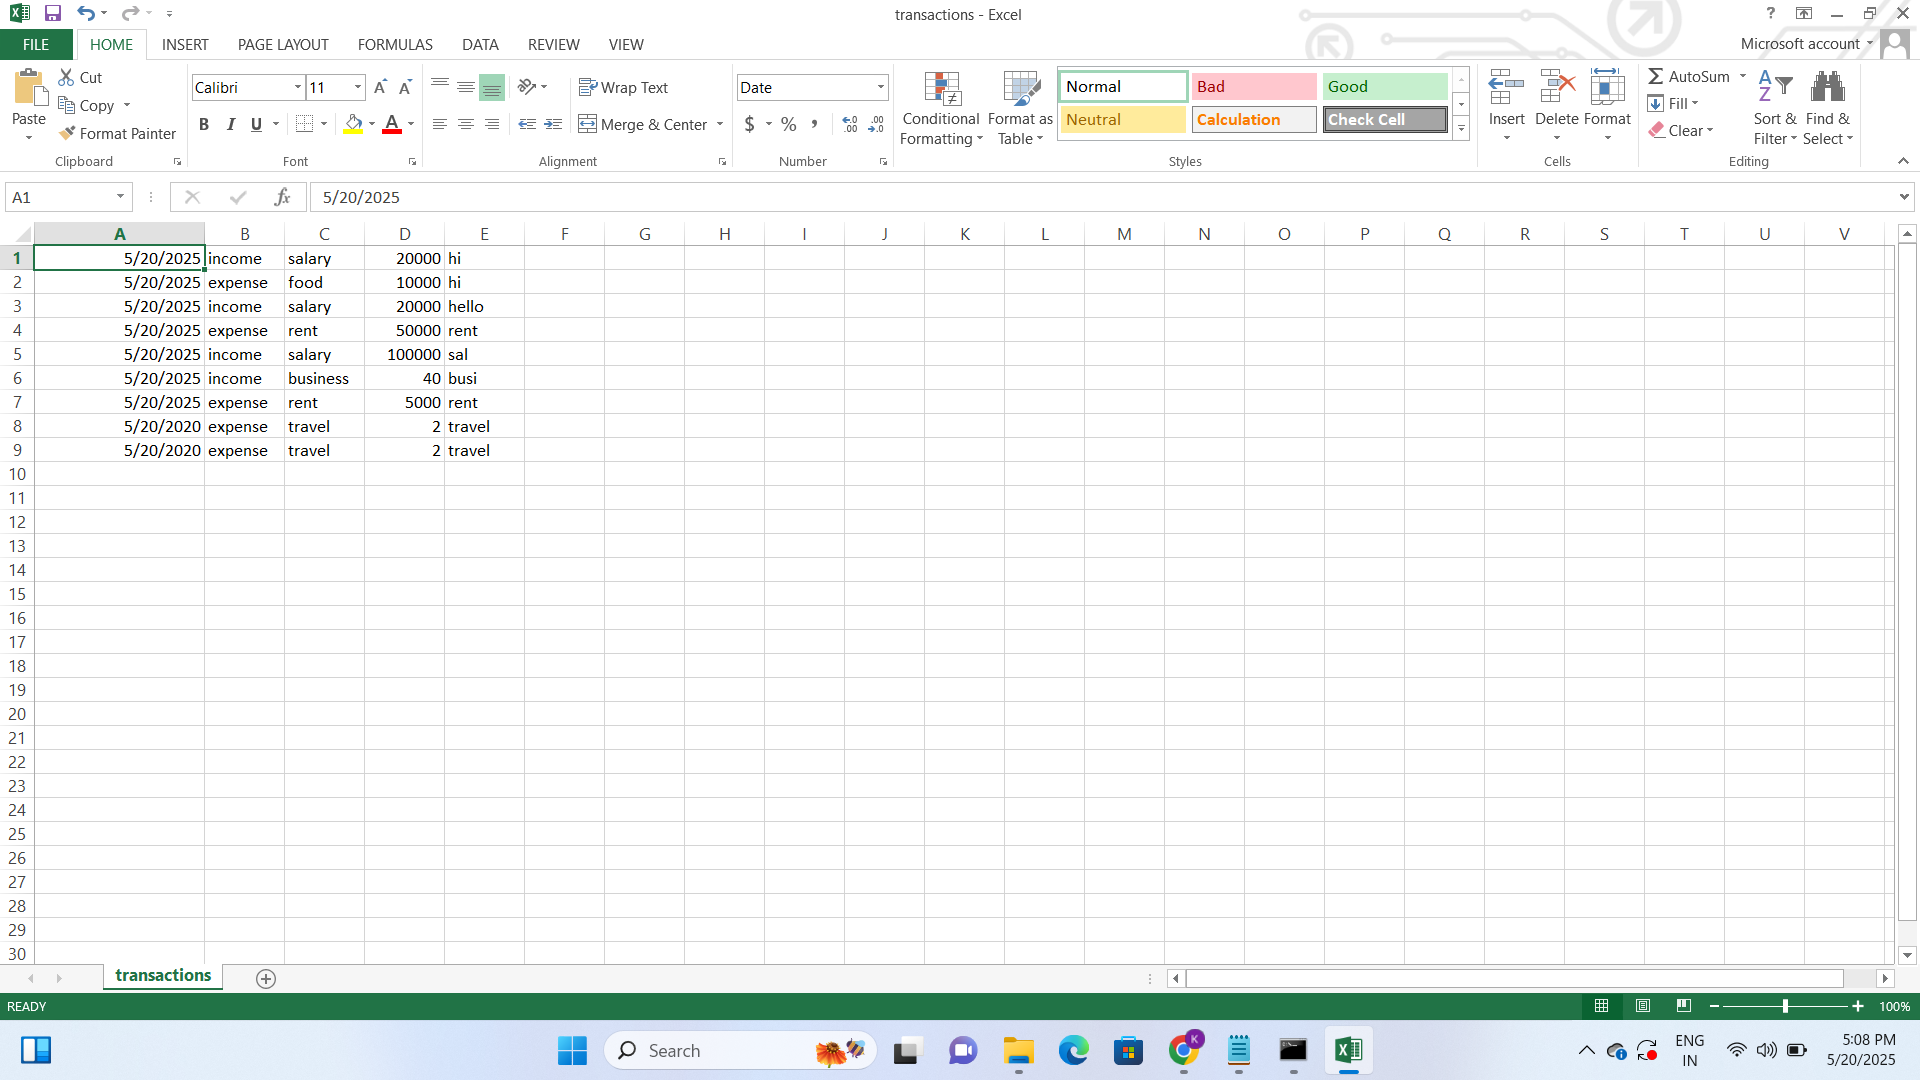 transactions - Excel
?
FILE HOME INSERT PAGE LAYOUT FORMULAS DATA REVIEW VIEW Microsoft account
Paste Cut Copy Format Painter Clipboard
Calibri 11 A A B I U A Font
Wrap Text Merge & Center Alignment
Date $ % , .00 .00 Number
Conditional Formatting Format as Table
Normal Bad Good
Neutral Calculation Check Cell
Styles
Insert Delete Format Cells
AutoSum Fill Clear Sort & Filter Find & Select Editing
A1 fx 5/20/2025
A B C D E F G H I J K L M N O P Q R S T U V
1 5/20/2025 income salary 20000 hi
2 5/20/2025 expense food 10000 hi
3 5/20/2025 income salary 20000 hello
4 5/20/2025 expense rent 50000 rent
5 5/20/2025 income salary 100000 sal
6 5/20/2025 income business 40 busi
7 5/20/2025 expense rent 5000 rent
8 5/20/2020 expense travel 2 travel
9 5/20/2020 expense travel 2 travel
10
11
12
13
14
15
16
17
18
19
20
21
22
23
24
25
26
27
28
29
30
transactions
READY 100%
Search K ENG IN 5:08 PM
5/20/2025